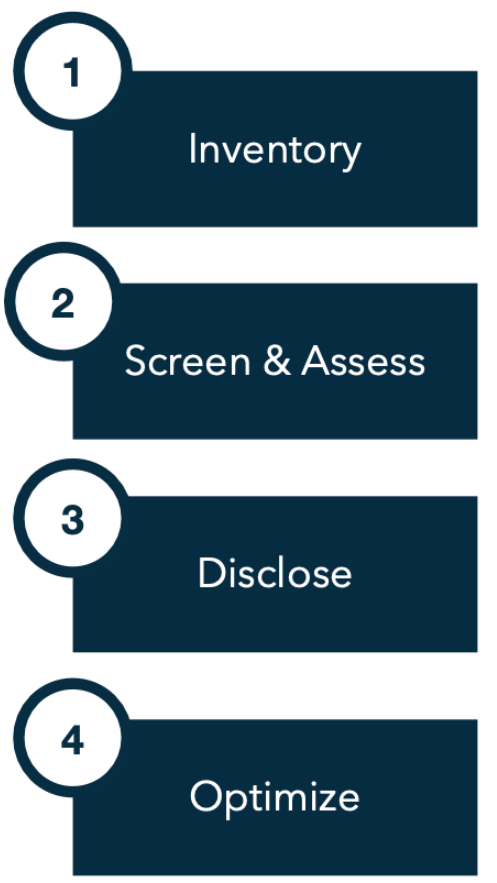 1
Inventory
2
Screen & Assess
3
Disclose
4
Optimize